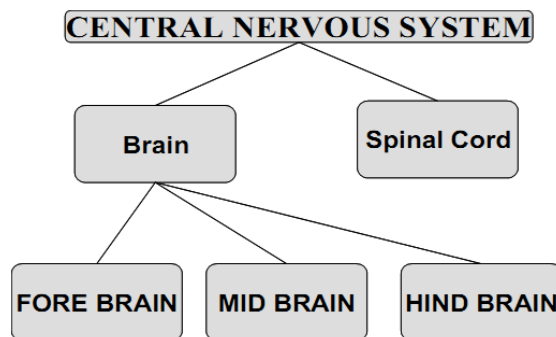 CENTRAL NERVOUS SYSTEM
Brain
Spinal Cord
FORE BRAIN
MID BRAIN
HIND BRAIN